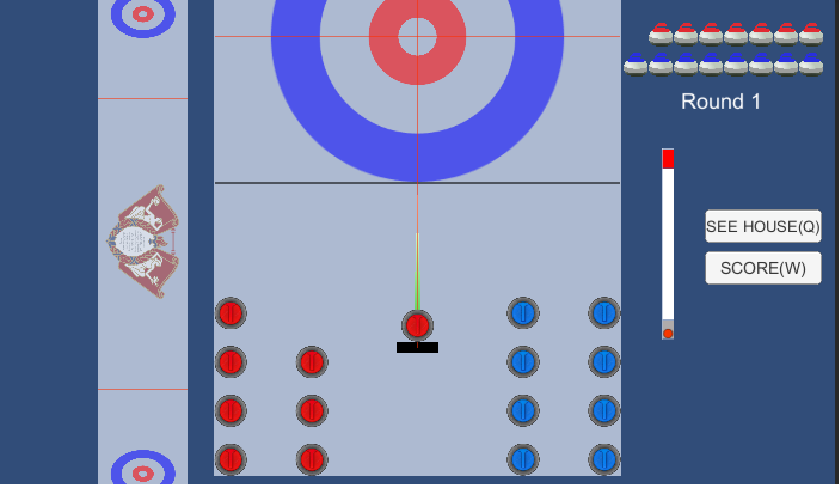 Round 1
SEE HOUSE(Q)
SCORE(W)